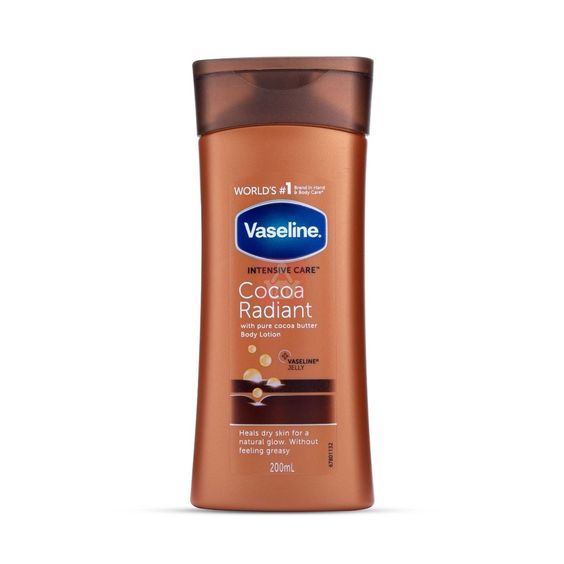 WORLD'S #1 Brand In Hand
& Body Care*
Vaseline.
INTENSIVE CARE™
Cocoa
Radiant
with pure cocoa butter
Body Lotion
VASELINE®
JELLY
Heals dry skin for a
natural glow. Without
feeling greasy
200mL
67801132